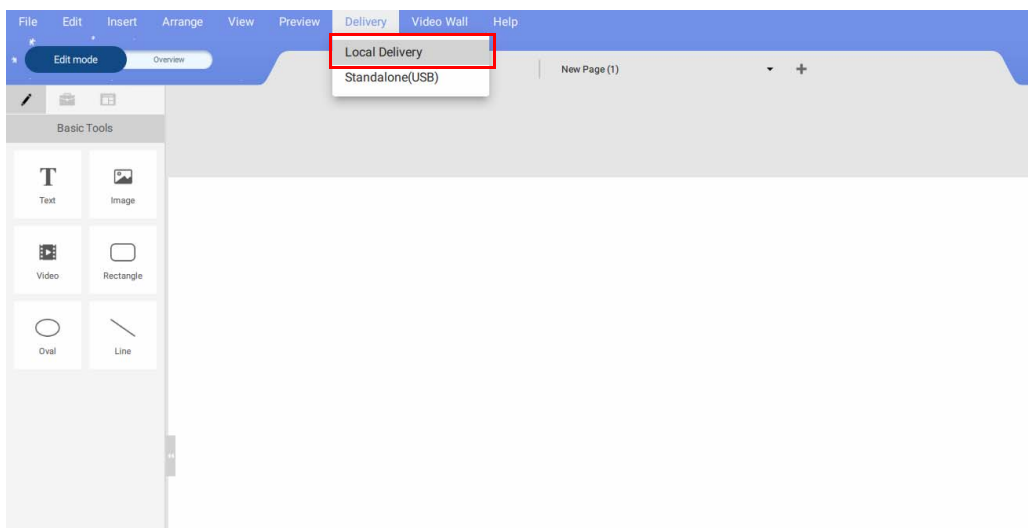 File Edit Insert Arrange View Preview Delivery Video Wall Help
Edit mode Overview
Local Delivery
Standalone(USB)
New Page (1)
Basic Tools
Text Image
Video Rectangle
Oval Line